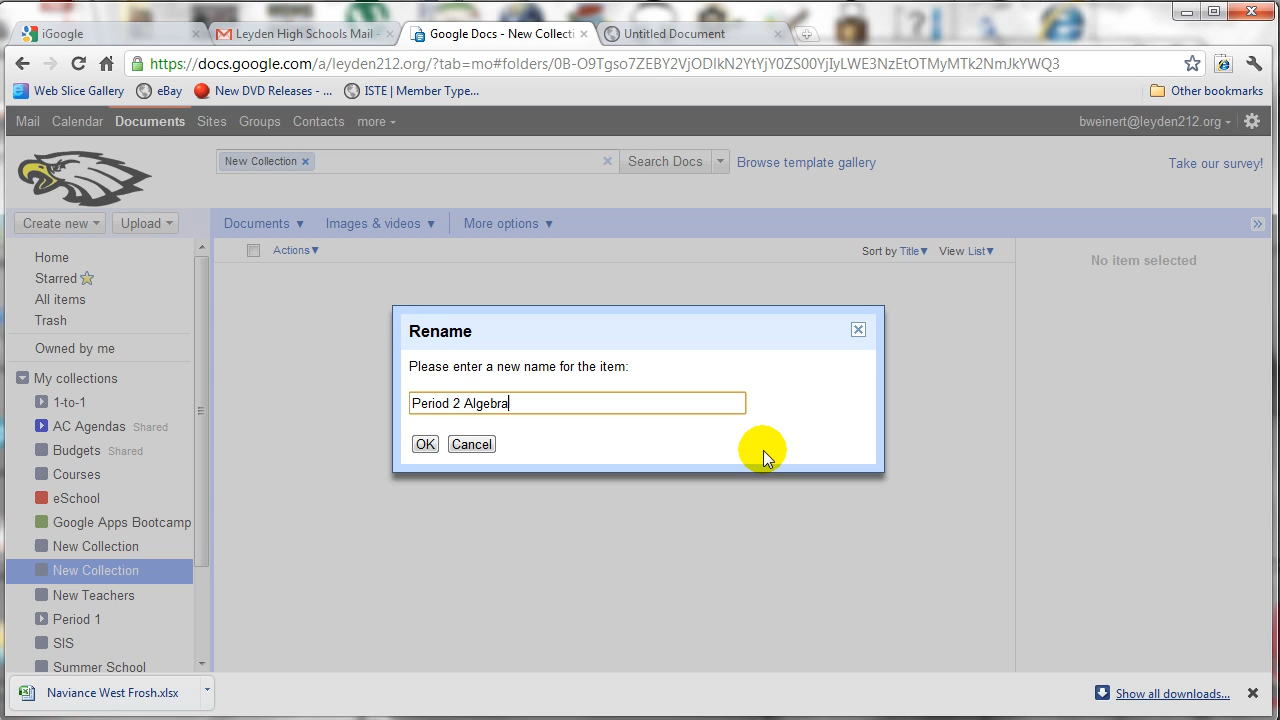 iGoogle
Leyden High Schools Mail -
Google Docs - New Collecti
Untitled Document
https://docs.google.com/a/leyden212.org/?tab=mo#folders/0B-O9Tgso7ZEBY2VjODIkN2YtYjY0ZS00YjIyLWE3NzEtOTMyMTk2NmJkYWQ3
Web Slice Gallery
eBay
New DVD Releases - ...
ISTE | Member Type...
Other bookmarks
Mail Calendar Documents Sites Groups Contacts more
bweinert@leyden212.org
New Collection
Search Docs
Browse template gallery
Take our survey!
Create new
Upload
Documents
Images & videos
More options
Home
Starred
All items
Trash
Owned by me
My collections
1-to-1
AC Agendas Shared
Budgets Shared
Courses
eSchool
Google Apps Bootcamp
New Collection
New Collection
New Teachers
Period 1
SIS
Summer School
Actions
Sort by Title
View List
No item selected
Rename
Please enter a new name for the item:
Period 2 Algebra
OK
Cancel
Naviance West Frosh.xlsx
Show all downloads...